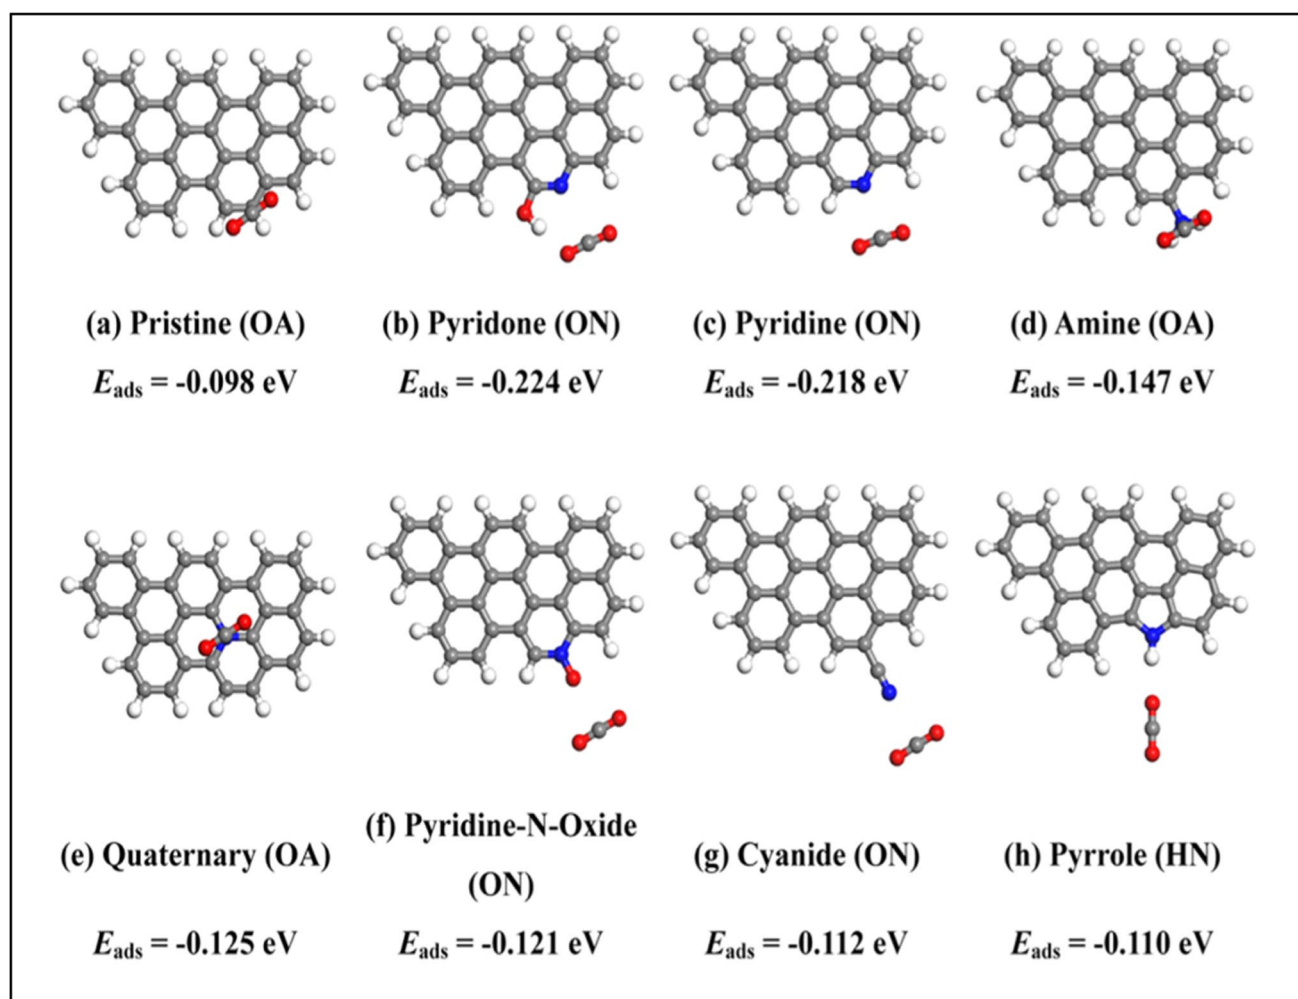 (a) Pristine (OA) (b) Pyridone (ON) (c) Pyridine (ON) (d) Amine (OA)
Eads = -0.098 eV Eads = -0.224 eV Eads = -0.218 eV Eads = -0.147 eV
(f) Pyridine-N-Oxide
(e) Quaternary (OA) (g) Cyanide (ON) (h) Pyrrole (HN)
(ON)
Eads = -0.125 eV Eads = -0.121 eV Eads = -0.112 eV Eads = -0.110 eV